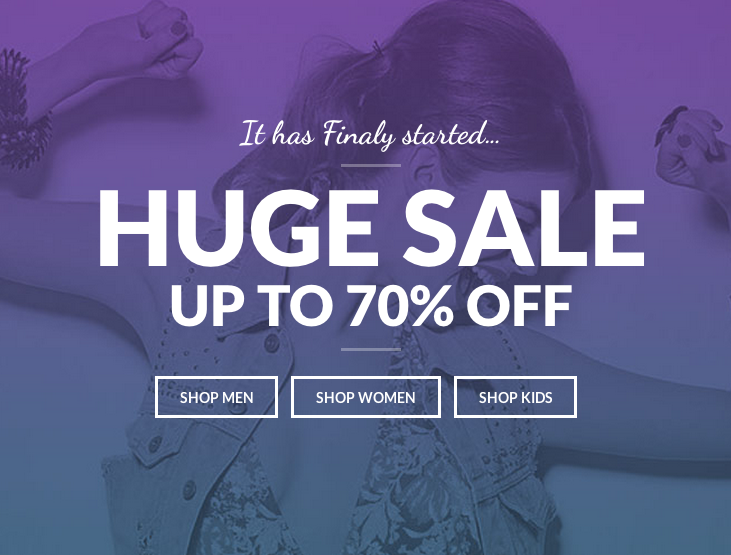 It has Finaly started...
HUGE SALE
UP TO 70% OFF
SHOP MEN SHOP WOMEN SHOP KIDS